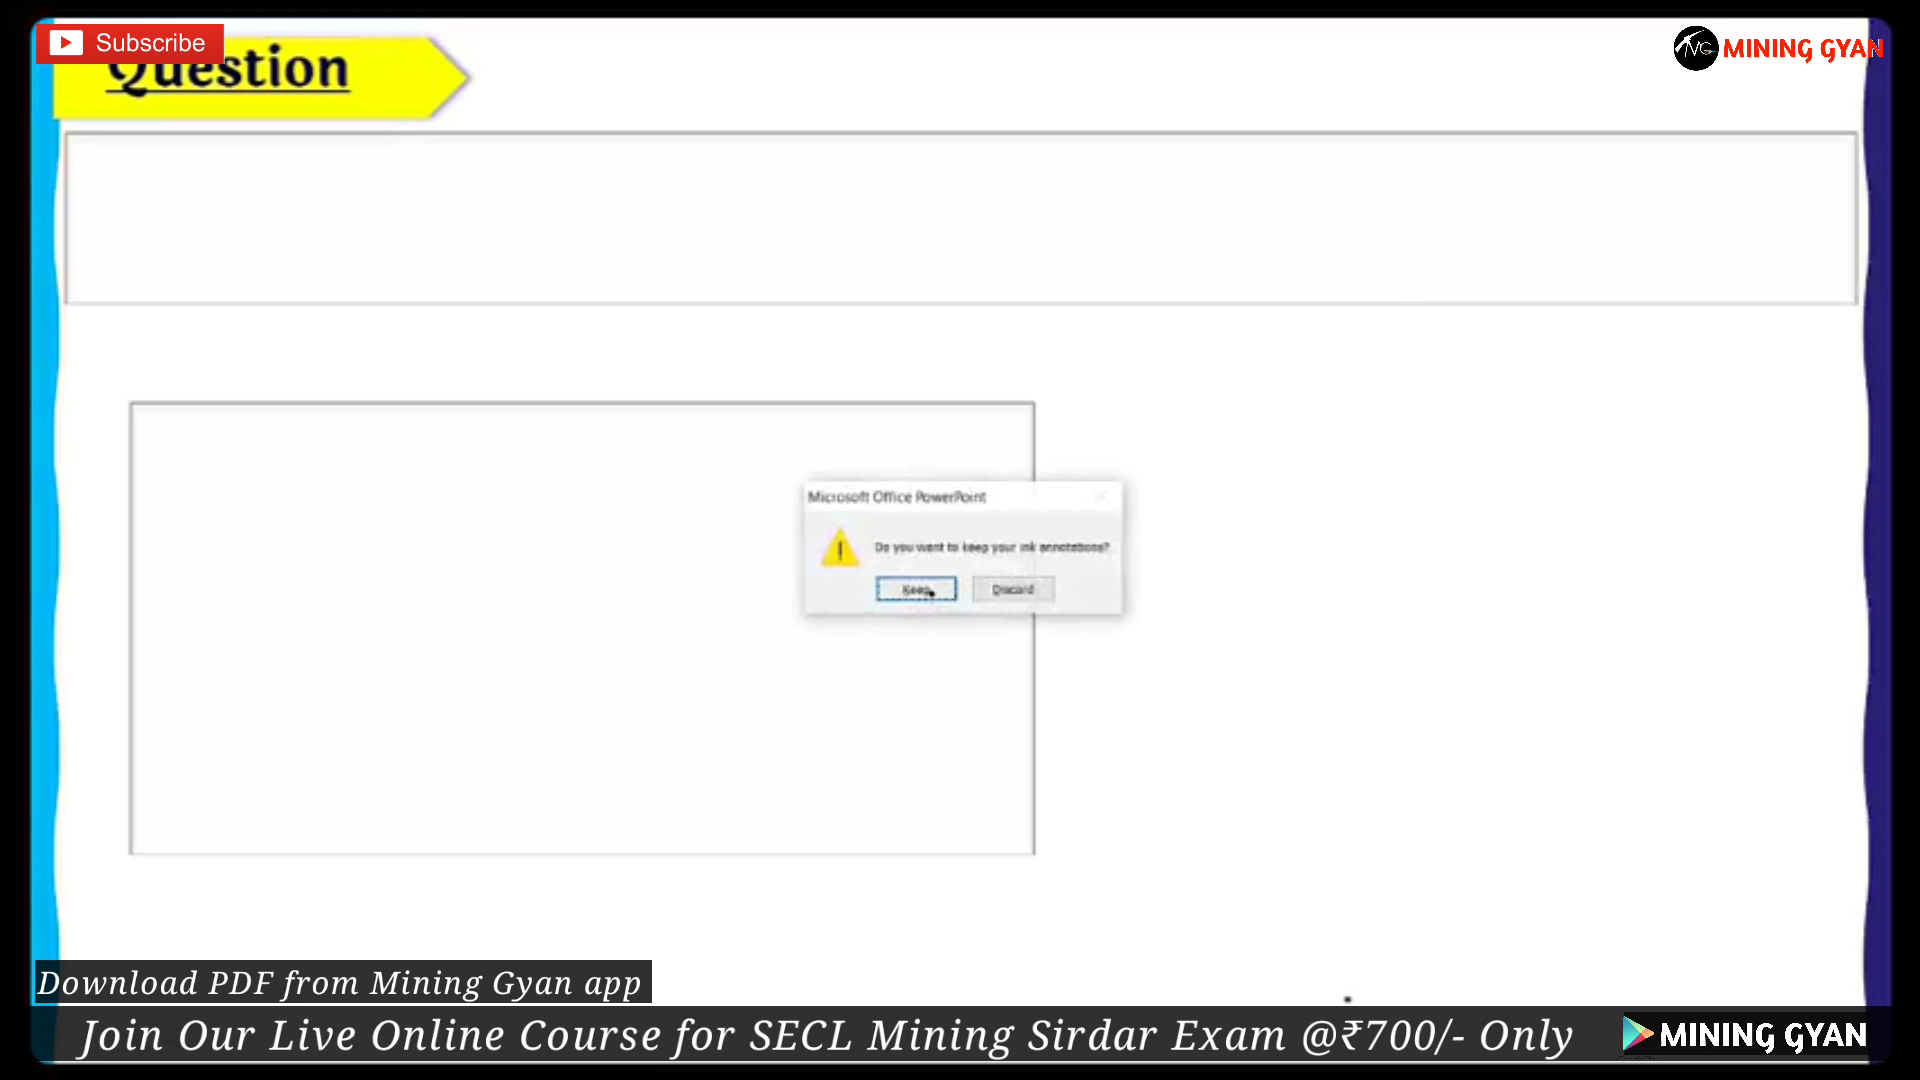 Subscribe
MINING GYAN
Question
Microsoft Office PowerPoint
Do you want to keep your ink annotations?
Keep
Discard
Download PDF from Mining Gyan app
Join Our Live Online Course for SECL Mining Sirdar Exam @₹700/- Only
MINING GYAN